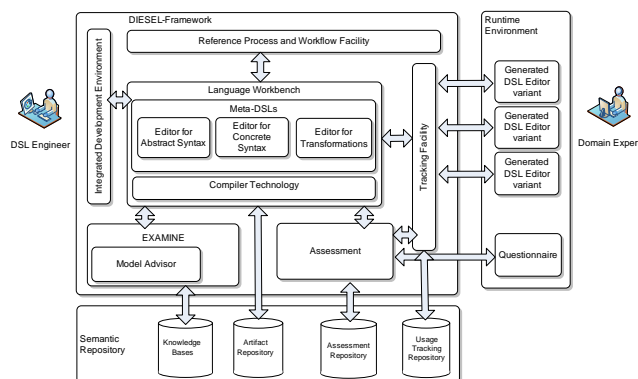 DIESEL-Framework
Runtime
Environment
Reference Process and Workflow Facility
Integrated Development Environment
Language Workbench
Meta-DSLs
Editor for
Abstract Syntax
Editor for
Concrete
Syntax
Editor for
Transformations
Compiler Technology
Tracking Facility
Generated
DSL Editor
variant
Generated
DSL Editor
variant
Generated
DSL Editor
variant
DSL Engineer
Domain Exper
EXAMINE
Model Advisor
Assessment
Questionnaire
Semantic
Repository
Knowledge
Bases
Artifact
Repository
Assessment
Repository
Usage
Tracking
Repository